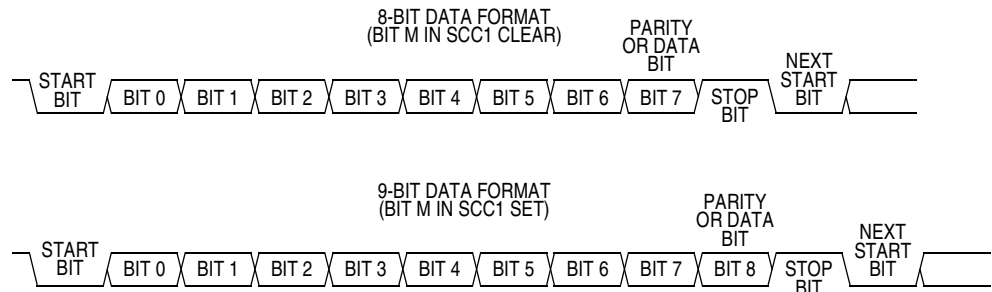 8-BIT DATA FORMAT
(BIT M IN SCC1 CLEAR)
PARITY
OR DATA
BIT
NEXT
START
BIT
START
BIT
BIT 0
BIT 1
BIT 2
BIT 3
BIT 4
BIT 5
BIT 6
BIT 7
STOP
BIT
9-BIT DATA FORMAT
(BIT M IN SCC1 SET)
PARITY
OR DATA
BIT
NEXT
START
BIT
START
BIT
BIT 0
BIT 1
BIT 2
BIT 3
BIT 4
BIT 5
BIT 6
BIT 7
BIT 8
STOP
BIT